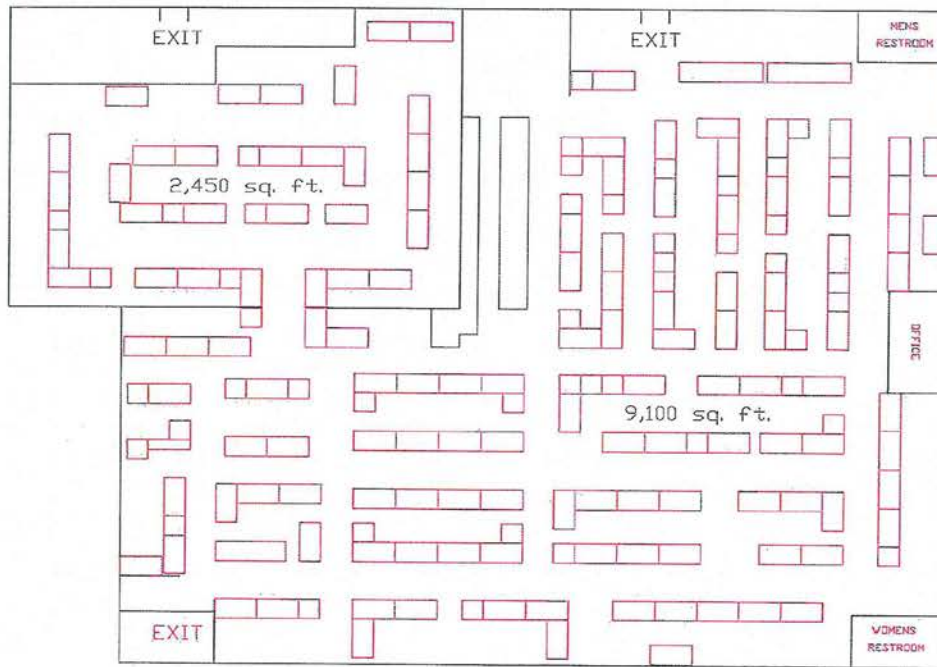 EXIT
EXIT
MENS
RESTROOM
2,450 sq. ft.
OFFICE
9,100 sq. ft.
EXIT
WOMENS
RESTROOM